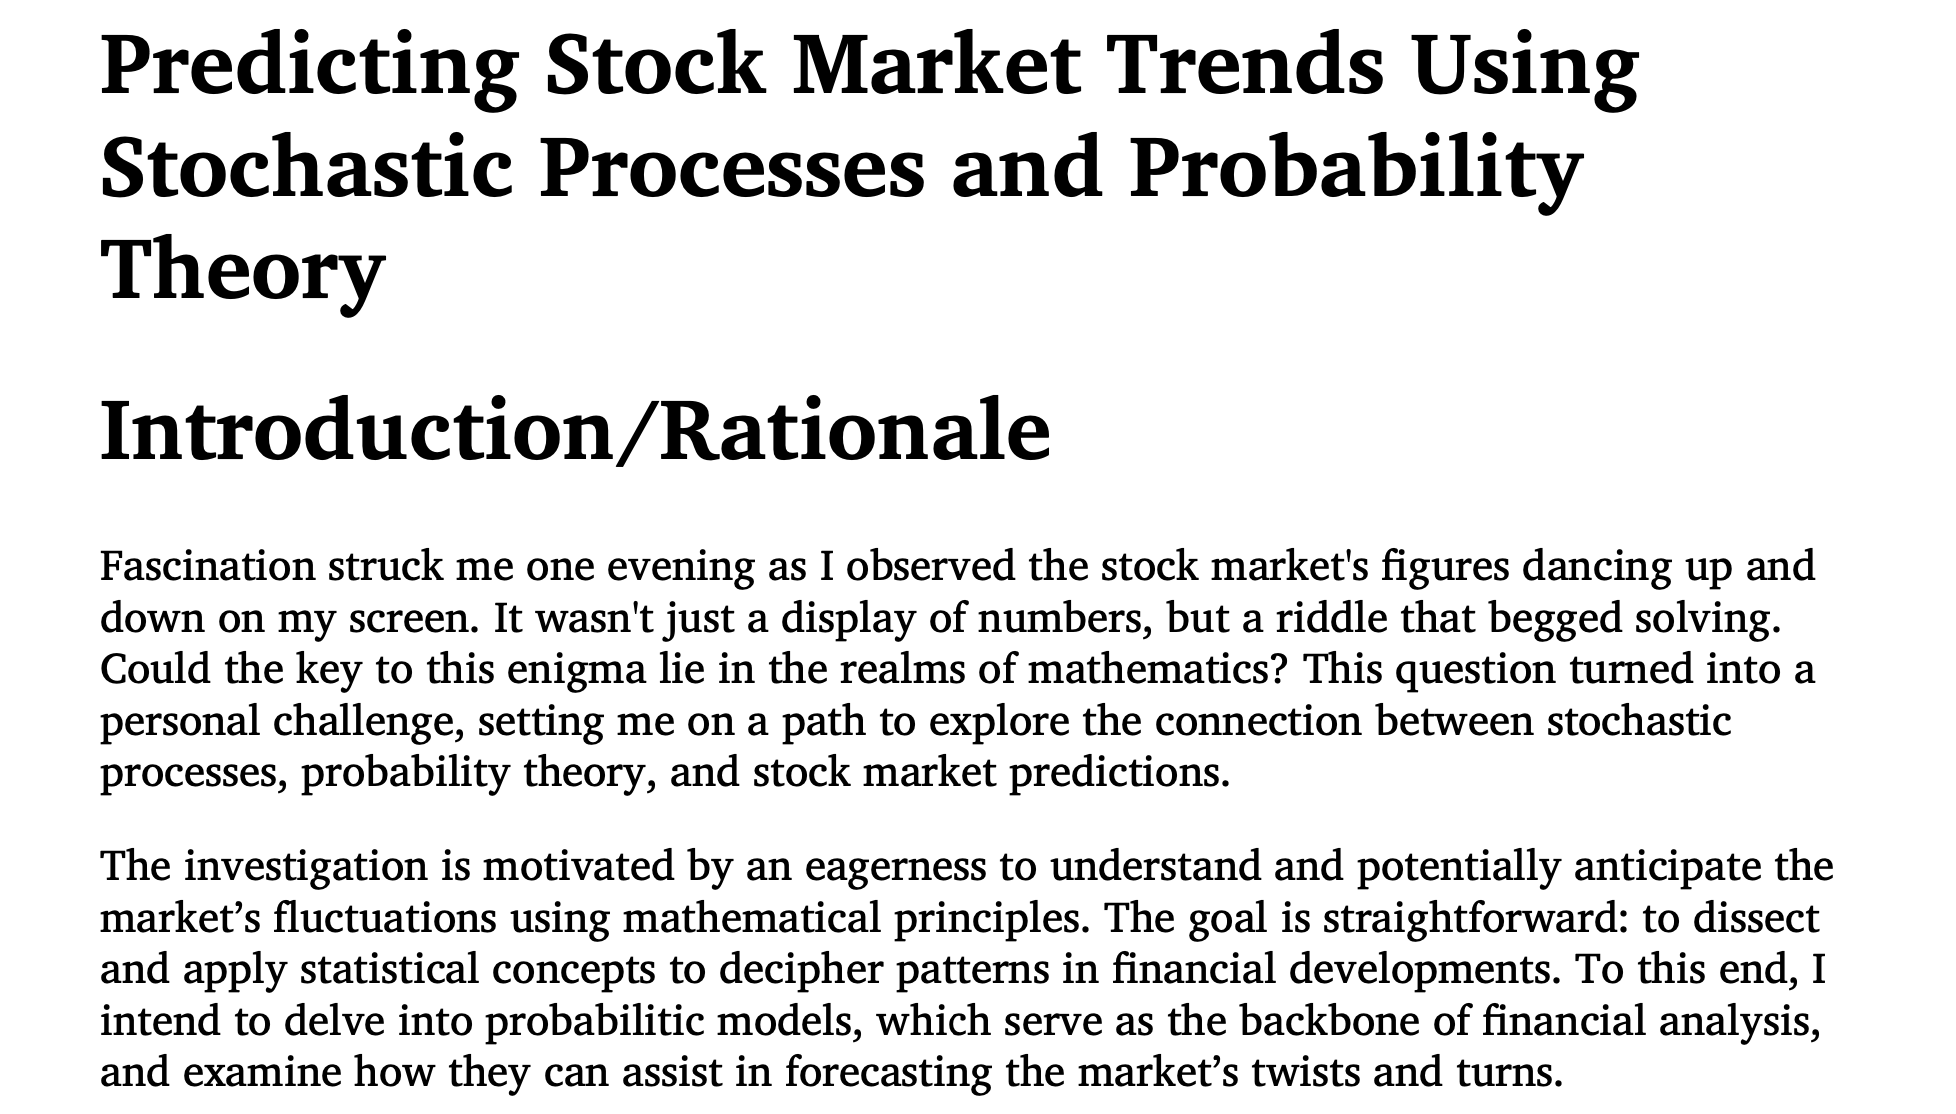 Predicting Stock Market Trends Using
Stochastic Processes and Probability
Theory
Introduction/Rationale
Fascination struck me one evening as I observed the stock market's figures dancing up and
down on my screen. It wasn't just a display of numbers, but a riddle that begged solving.
Could the key to this enigma lie in the realms of mathematics? This question turned into a
personal challenge, setting me on a path to explore the connection between stochastic
processes, probability theory, and stock market predictions.
The investigation is motivated by an eagerness to understand and potentially anticipate the
market’s fluctuations using mathematical principles. The goal is straightforward: to dissect
and apply statistical concepts to decipher patterns in financial developments. To this end, I
intend to delve into probabilitic models, which serve as the backbone of financial analysis,
and examine how they can assist in forecasting the market’s twists and turns.